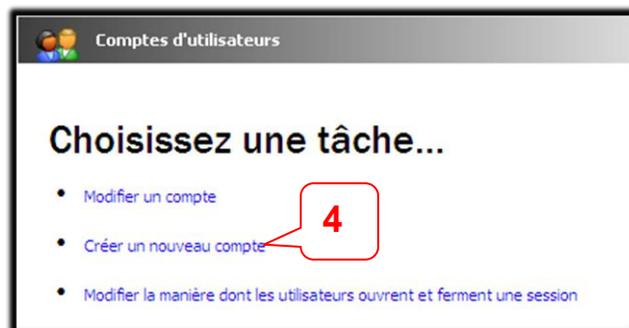 Comptes d'utilisateurs
Choisissez une tâche...
• Modifier un compte
4
• Créer un nouveau compte
• Modifier la manière dont les utilisateurs ouvrent et ferment une session